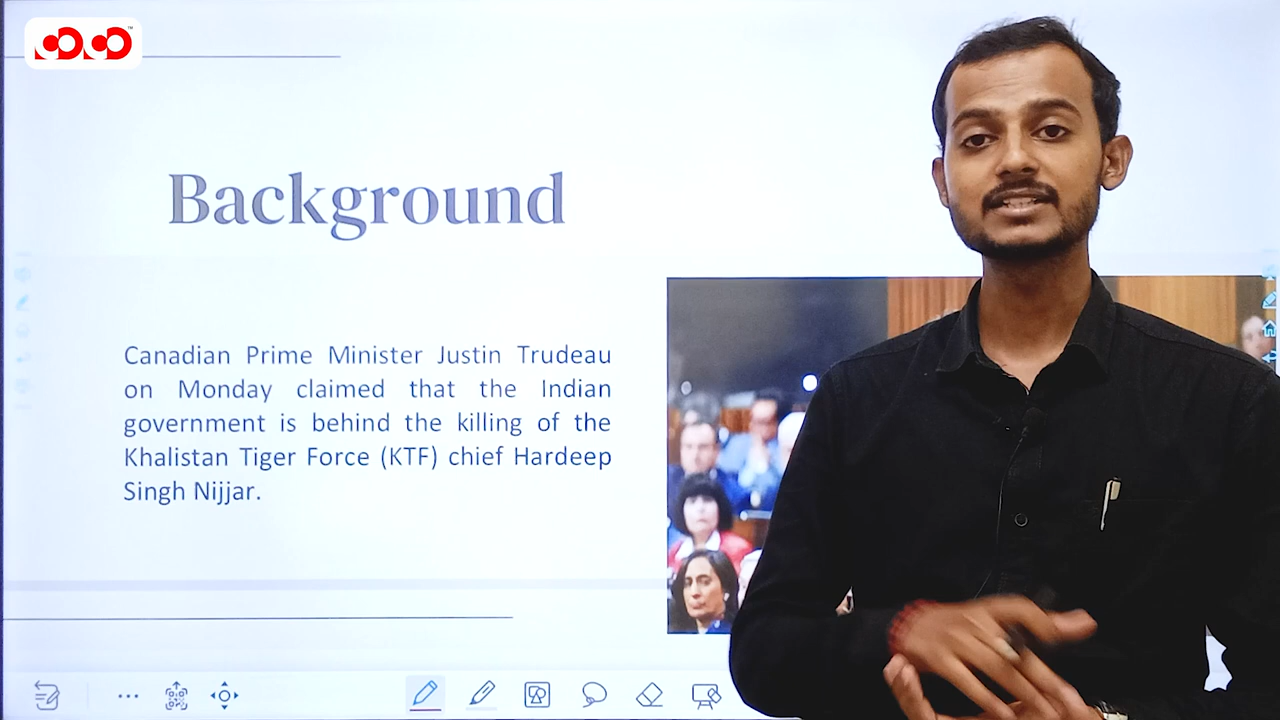 Background
Canadian Prime Minister Justin Trudeau
on Monday claimed that the Indian
government is behind the killing of the
Khalistan Tiger Force (KTF) chief Hardeep
Singh Nijjar.